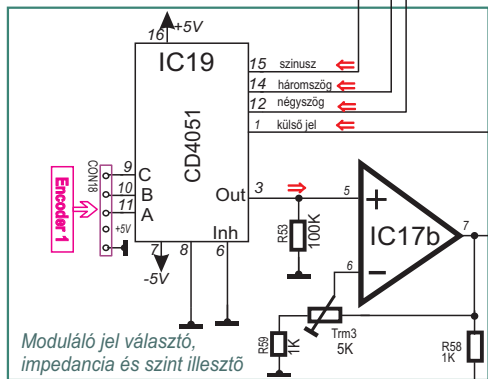 +5V
16
IC19
CD4051
15 szinusz
14 háromszög
12 négyszög
1 külső jel
CON18
Encoder 1
9 C
10 B
11 A
+5V
Out 3
Inh
7
8
6
-5V
R53
100K
5
+
IC17b
7
6
−
R59
1K
Trm3
5K
R58
1K
Moduláló jel választó,
impedancia és szint illesztő